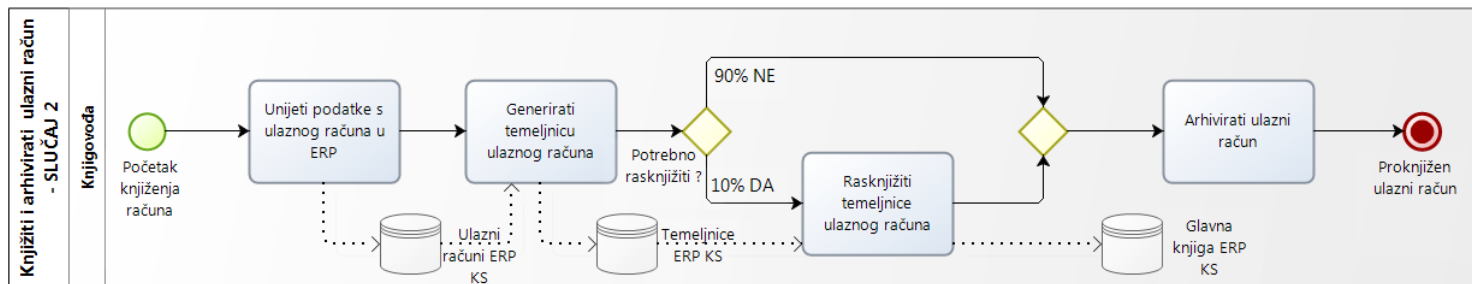 Knjižiti i arhivirati  ulazni račun
- SLUČAJ 2
Knjigovođa
Početak
knjiženja
računa
Unijeti podatke s
ulaznog računa u
ERP
Ulazni
računi ERP
KS
Generirati
temeljnicu
ulaznog računa
Temeljnice
ERP KS
Potrebno
rasknjižiti ?
90% NE
10% DA
Rasknjižiti
temeljnice
ulaznog računa
Glavna
knjiga ERP
KS
Arhivirati ulazni
račun
Proknjižen
ulazni račun